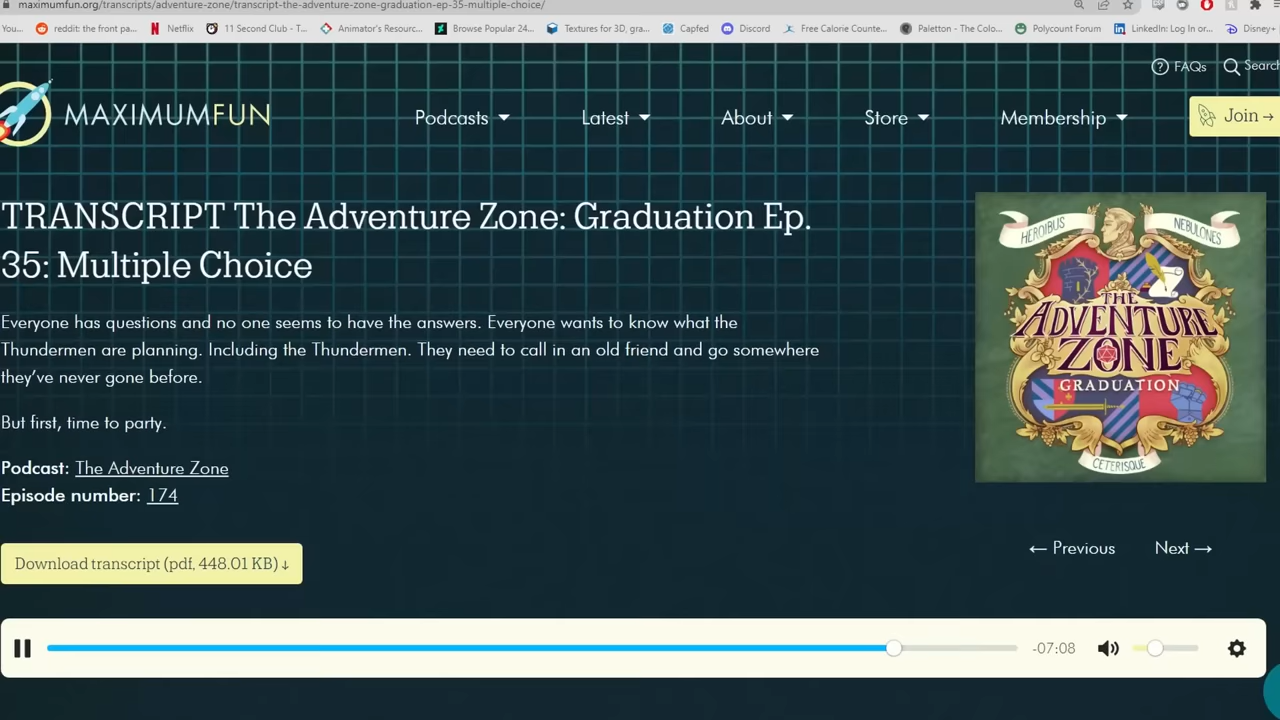 maximumfun.org/transcripts/adventure-zone/transcript-the-adventure-zone-graduation-ep-35-multiple-choice/
You... reddit: the front pa... Netflix 11 Second Club - T... Animator's Resourc... Browse Popular 24... Textures for 3D, gra... Capfed Discord Free Calorie Counte... Paletton - The Colo... Polycount Forum LinkedIn: Log In or... Disney+
FAQs Search
MAXIMUMFUN
Podcasts Latest About Store Membership Join →
TRANSCRIPT The Adventure Zone: Graduation Ep.
35: Multiple Choice
Everyone has questions and no one seems to have the answers. Everyone wants to know what the
Thundermen are planning. Including the Thundermen. They need to call in an old friend and go somewhere
they've never gone before.
But first, time to party.
Podcast: The Adventure Zone
Episode number: 174
Download transcript (pdf, 448.01 KB) ↓
HEROIBUS NEBULONES
THE
ADVENTURE
ZONE
GRADUATION
CETERISQUE
← Previous Next →
-07:08